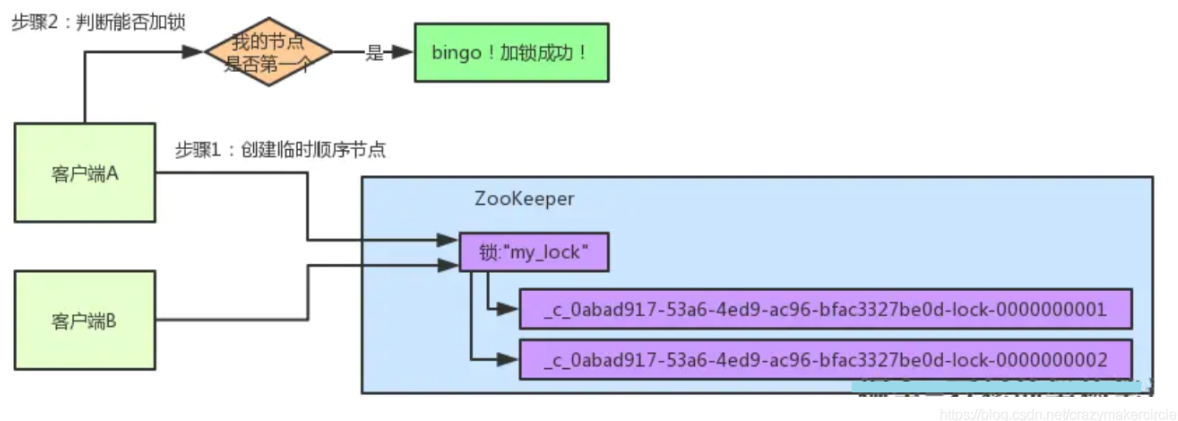 步骤2：判断能否加锁
我的节点
是否第一个
是
bingo！加锁成功！
客户端A
步骤1：创建临时顺序节点
ZooKeeper
锁:"my_lock"
_c_0abad917-53a6-4ed9-ac96-bfac3327be0d-lock-0000000001
客户端B
_c_0abad917-53a6-4ed9-ac96-bfac3327be0d-lock-0000000002
https://blog.csdn.net/crazymakercircle